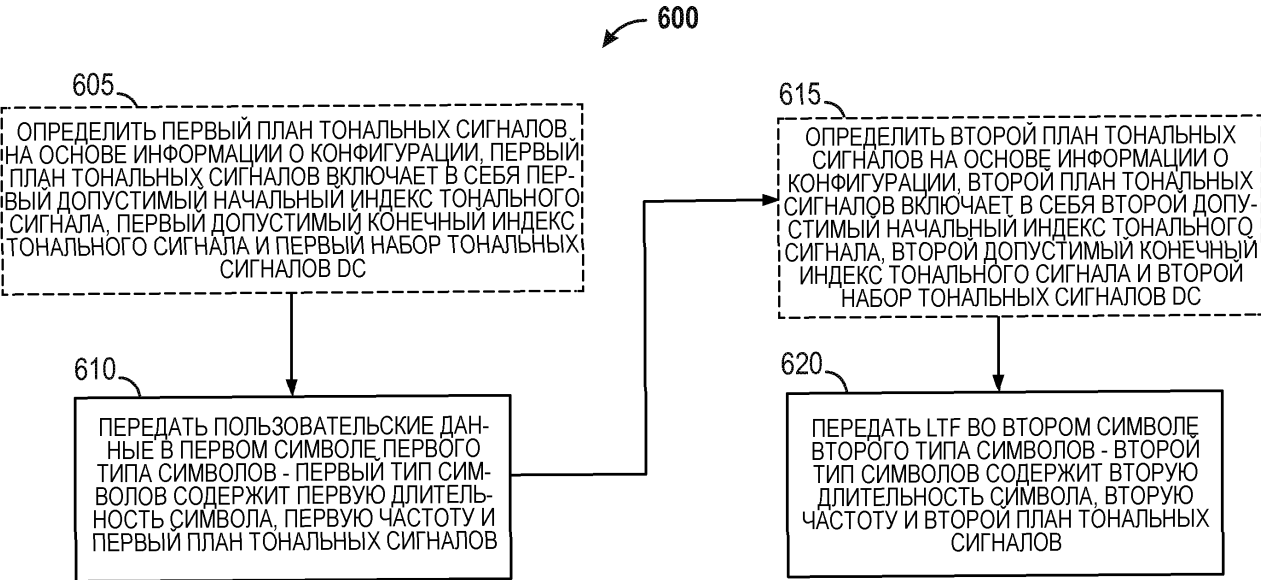 600
605
ОПРЕДЕЛИТЬ ПЕРВЫЙ ПЛАН ТОНАЛЬНЫХ СИГНАЛОВ
НА ОСНОВЕ ИНФОРМАЦИИ О КОНФИГУРАЦИИ, ПЕРВЫЙ
ПЛАН ТОНАЛЬНЫХ СИГНАЛОВ ВКЛЮЧАЕТ В СЕБЯ ПЕР-
ВЫЙ ДОПУСТИМЫЙ НАЧАЛЬНЫЙ ИНДЕКС ТОНАЛЬНОГО
СИГНАЛА, ПЕРВЫЙ ДОПУСТИМЫЙ КОНЕЧНЫЙ ИНДЕКС
ТОНАЛЬНОГО СИГНАЛА И ПЕРВЫЙ НАБОР ТОНАЛЬНЫХ
СИГНАЛОВ DC
610
ПЕРЕДАТЬ ПОЛЬЗОВАТЕЛЬСКИЕ ДАН-
НЫЕ В ПЕРВОМ СИМВОЛЕ ПЕРВОГО
ТИПА СИМВОЛОВ - ПЕРВЫЙ ТИП СИМ-
ВОЛОВ СОДЕРЖИТ ПЕРВУЮ ДЛИТЕЛЬ-
НОСТЬ СИМВОЛА, ПЕРВУЮ ЧАСТОТУ И
ПЕРВЫЙ ПЛАН ТОНАЛЬНЫХ СИГНАЛОВ
615
ОПРЕДЕЛИТЬ ВТОРОЙ ПЛАН ТОНАЛЬНЫХ
СИГНАЛОВ НА ОСНОВЕ ИНФОРМАЦИИ О
КОНФИГУРАЦИИ, ВТОРОЙ ПЛАН ТОНАЛЬНЫХ
СИГНАЛОВ ВКЛЮЧАЕТ В СЕБЯ ВТОРОЙ ДОПУ-
СТИМЫЙ НАЧАЛЬНЫЙ ИНДЕКС ТОНАЛЬНОГО
СИГНАЛА, ВТОРОЙ ДОПУСТИМЫЙ КОНЕЧНЫЙ
ИНДЕКС ТОНАЛЬНОГО СИГНАЛА И ВТОРОЙ
НАБОР ТОНАЛЬНЫХ СИГНАЛОВ DC
620
ПЕРЕДАТЬ LTF ВО ВТОРОМ СИМВОЛЕ
ВТОРОГО ТИПА СИМВОЛОВ - ВТОРОЙ
ТИП СИМВОЛОВ СОДЕРЖИТ ВТОРУЮ
ДЛИТЕЛЬНОСТЬ СИМВОЛА, ВТОРУЮ
ЧАСТОТУ И ВТОРОЙ ПЛАН ТОНАЛЬНЫХ
СИГНАЛОВ